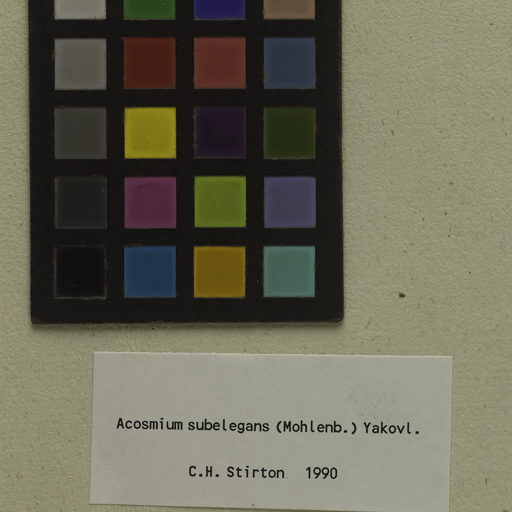 Acosmium subelegans (Mohlenb.) Yakovl.
C.H. Stirton 1990